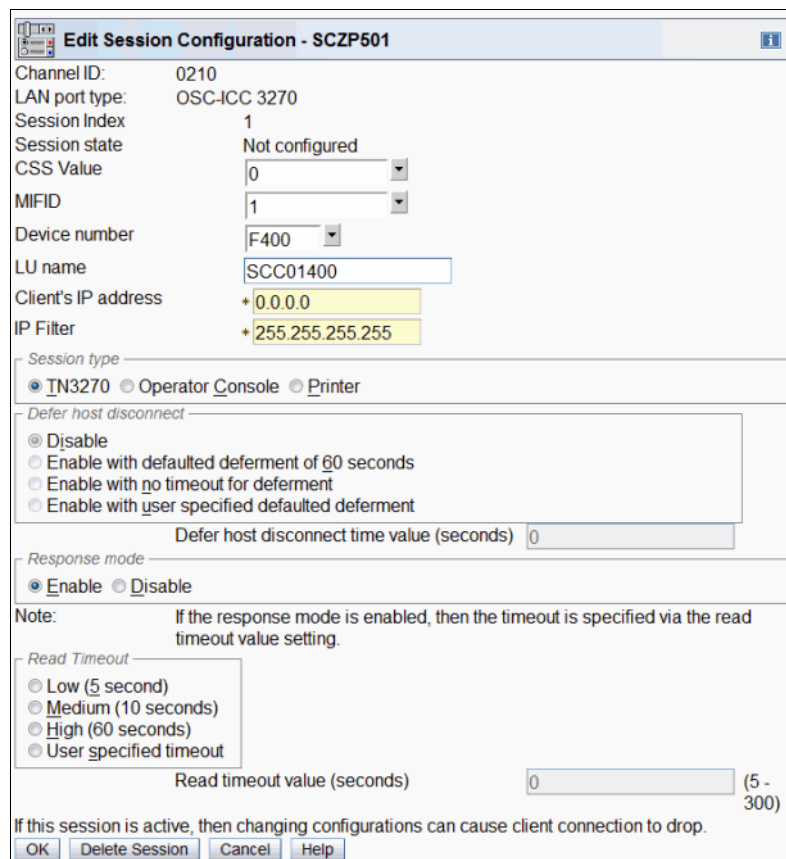 Edit Session Configuration - SCZP501
Channel ID: 0210
LAN port type: OSC-ICC 3270
Session Index 1
Session state Not configured
CSS Value 0
MIFID 1
Device number F400
LU name SCC01400
Client's IP address * 0.0.0.0
IP Filter * 255.255.255.255
Session type
TN3270 Operator Console Printer
Defer host disconnect
Disable
Enable with defaulted deferment of 60 seconds
Enable with no timeout for deferment
Enable with user specified defaulted deferment
Defer host disconnect time value (seconds) 0
Response mode
Enable Disable
Note: If the response mode is enabled, then the timeout is specified via the read
timeout value setting.
Read Timeout
Low (5 second)
Medium (10 seconds)
High (60 seconds)
User specified timeout
Read timeout value (seconds) 0 (5 -
300)
If this session is active, then changing configurations can cause client connection to drop.
OK Delete Session Cancel Help